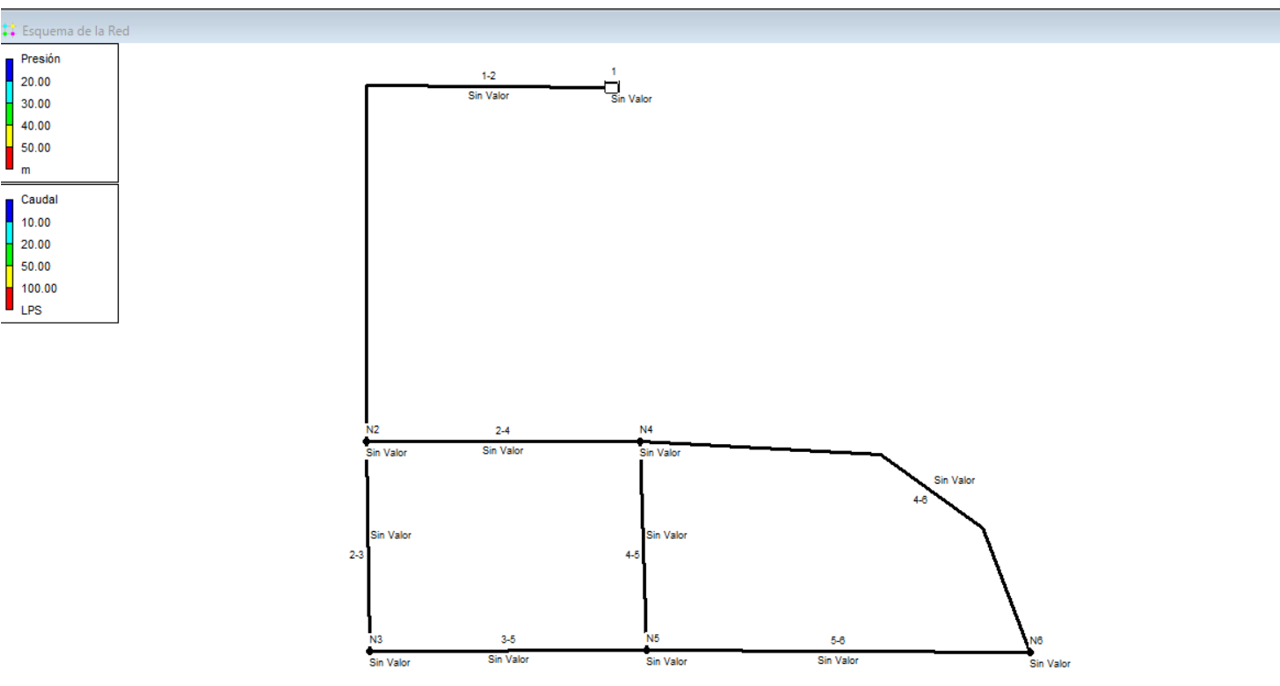 Esquema de la Red
Presión
20.00
30.00
40.00
50.00
m
Caudal
10.00
20.00
50.00
100.00
LPS
1-2
Sin Valor
1
Sin Valor
N2
Sin Valor
2-4
Sin Valor
N4
Sin Valor
Sin Valor
4-6
Sin Valor
2-3
Sin Valor
4-5
N3
Sin Valor
3-5
Sin Valor
N5
Sin Valor
5-6
Sin Valor
N6
Sin Valor